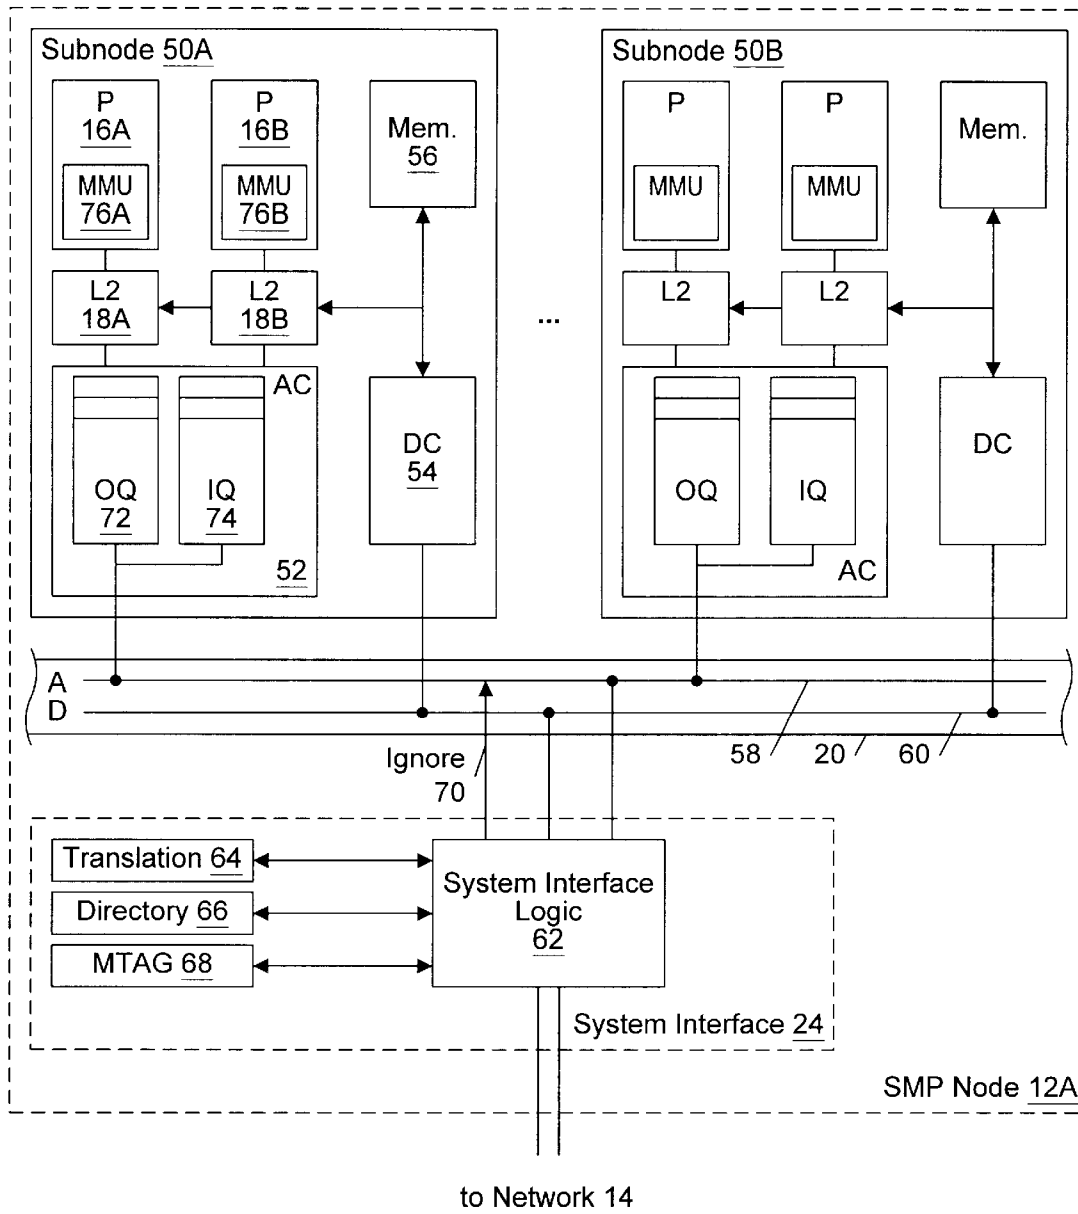 Subnode 50A
P
16A
MMU
76A
P
16B
MMU
76B
Mem.
56
L2
18A
L2
18B
AC
OQ
72
IQ
74
52
DC
54
...
Subnode 50B
P
MMU
P
MMU
Mem.
L2
L2
OQ
IQ
AC
DC
A
D
Ignore
70
58
20
60
Translation 64
Directory 66
MTAG 68
System Interface
Logic
62
System Interface 24
SMP Node 12A
to Network 14